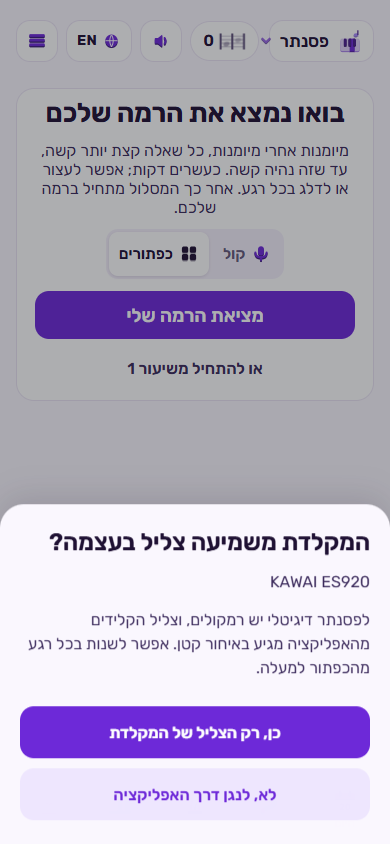 פסנתר
0
EN
בואו נמצא את הרמה שלכם
מיומנות אחרי מיומנות, כל שאלה קצת יותר קשה,
עד שזה נהיה קשה. כעשרים דקות; אפשר לעצור
או לדלג בכל רגע. אחר כך המסלול מתחיל ברמה
שלכם.
קול
כפתורים
מציאת הרמה שלי
או להתחיל משיעור 1
המקלדת משמיעה צליל בעצמה?
KAWAI ES920
לפסנתר דיגיטלי יש רמקולים, וצליל הקלידים
מהאפליקציה מגיע באיחור קטן. אפשר לשנות בכל רגע
מהכפתור למעלה.
כן, רק הצליל של המקלדת
לא, לנגן דרך האפליקציה